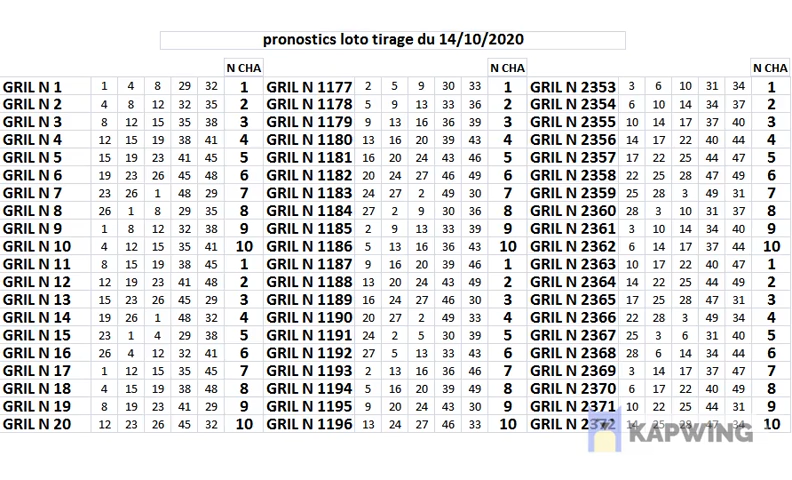 pronostics loto tirage du 14/10/2020
N CHA N CHA N CHA
GRIL N 1 1 4 8 29 32 1 GRIL N 1177 2 5 9 30 33 1 GRIL N 2353 3 6 10 31 34 1
GRIL N 2 4 8 12 32 35 2 GRIL N 1178 5 9 13 33 36 2 GRIL N 2354 6 10 14 34 37 2
GRIL N 3 8 12 15 35 38 3 GRIL N 1179 9 13 16 36 39 3 GRIL N 2355 10 14 17 37 40 3
GRIL N 4 12 15 19 38 41 4 GRIL N 1180 13 16 20 39 43 4 GRIL N 2356 14 17 22 40 44 4
GRIL N 5 15 19 23 41 45 5 GRIL N 1181 16 20 24 43 46 5 GRIL N 2357 17 22 25 44 47 5
GRIL N 6 19 23 26 45 48 6 GRIL N 1182 20 24 27 46 49 6 GRIL N 2358 22 25 28 47 49 6
GRIL N 7 23 26 1 48 29 7 GRIL N 1183 24 27 2 49 30 7 GRIL N 2359 25 28 3 49 31 7
GRIL N 8 26 1 8 29 35 8 GRIL N 1184 27 2 9 30 36 8 GRIL N 2360 28 3 10 31 37 8
GRIL N 9 1 8 12 32 38 9 GRIL N 1185 2 9 13 33 39 9 GRIL N 2361 3 10 14 34 40 9
GRIL N 10 4 12 15 35 41 10 GRIL N 1186 5 13 16 36 43 10 GRIL N 2362 6 14 17 37 44 10
GRIL N 11 8 15 19 38 45 1 GRIL N 1187 9 16 20 39 46 1 GRIL N 2363 10 17 22 40 47 1
GRIL N 12 12 19 23 41 48 2 GRIL N 1188 13 20 24 43 49 2 GRIL N 2364 14 22 25 44 49 2
GRIL N 13 15 23 26 45 29 3 GRIL N 1189 16 24 27 46 30 3 GRIL N 2365 17 25 28 47 31 3
GRIL N 14 19 26 1 48 32 4 GRIL N 1190 20 27 2 49 33 4 GRIL N 2366 22 28 3 49 34 4
GRIL N 15 23 1 4 29 38 5 GRIL N 1191 24 2 5 30 39 5 GRIL N 2367 25 3 6 31 40 5
GRIL N 16 26 4 12 32 41 6 GRIL N 1192 27 5 13 33 43 6 GRIL N 2368 28 6 14 34 44 6
GRIL N 17 1 12 15 35 45 7 GRIL N 1193 2 13 16 36 46 7 GRIL N 2369 3 14 17 37 47 7
GRIL N 18 4 15 19 38 48 8 GRIL N 1194 5 16 20 39 49 8 GRIL N 2370 6 17 22 40 49 8
GRIL N 19 8 19 23 41 29 9 GRIL N 1195 9 20 24 43 30 9 GRIL N 2371 10 22 25 44 31 9
GRIL N 20 12 23 26 45 32 10 GRIL N 1196 13 24 27 46 33 10 GRIL N 2372 14 25 28 47 34 10
KAPWING